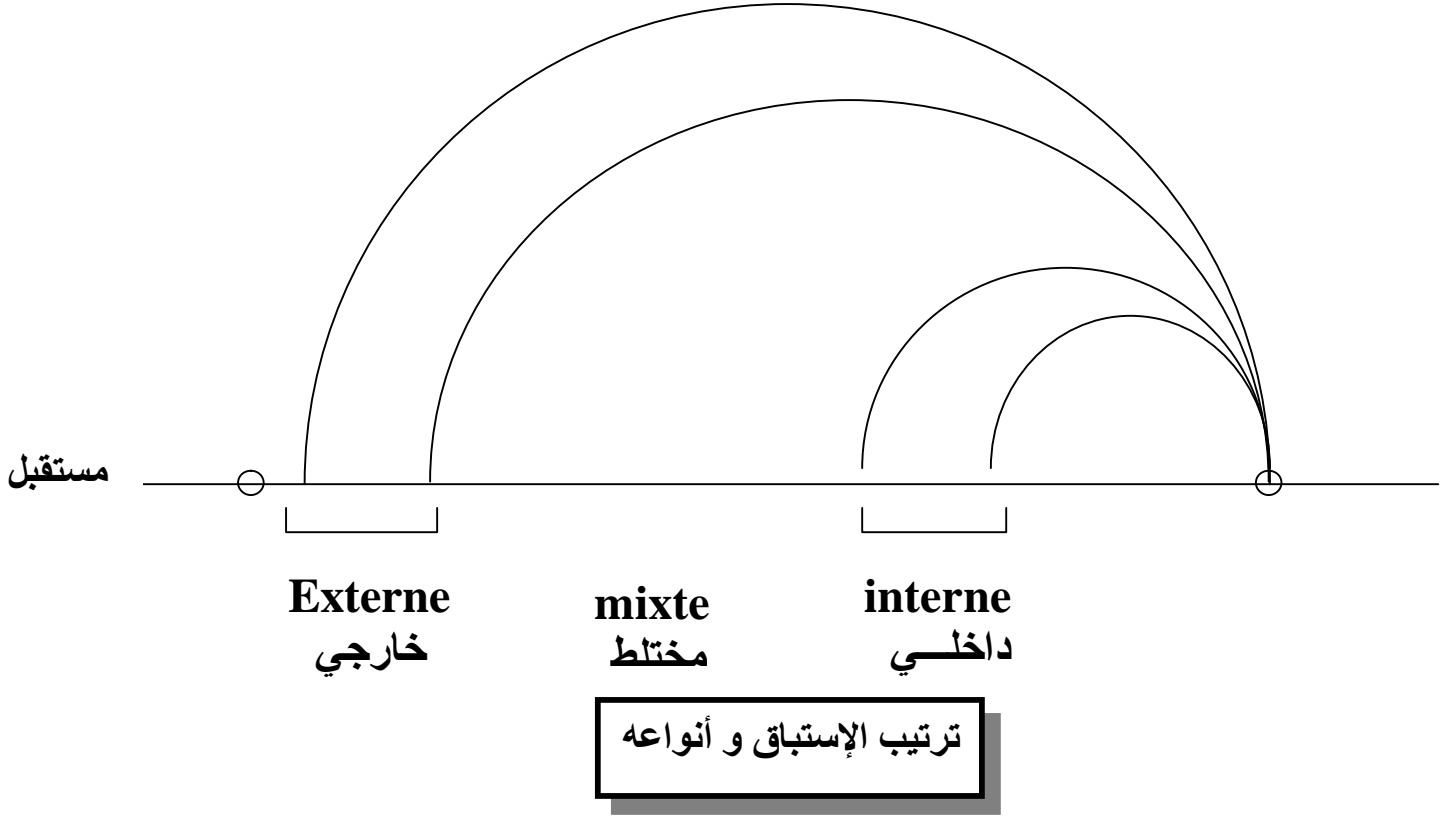 مستقبل
Externe
خارجي
mixte
مختلط
interne
داخلـــي
ترتيب الإستباق و أنواعه